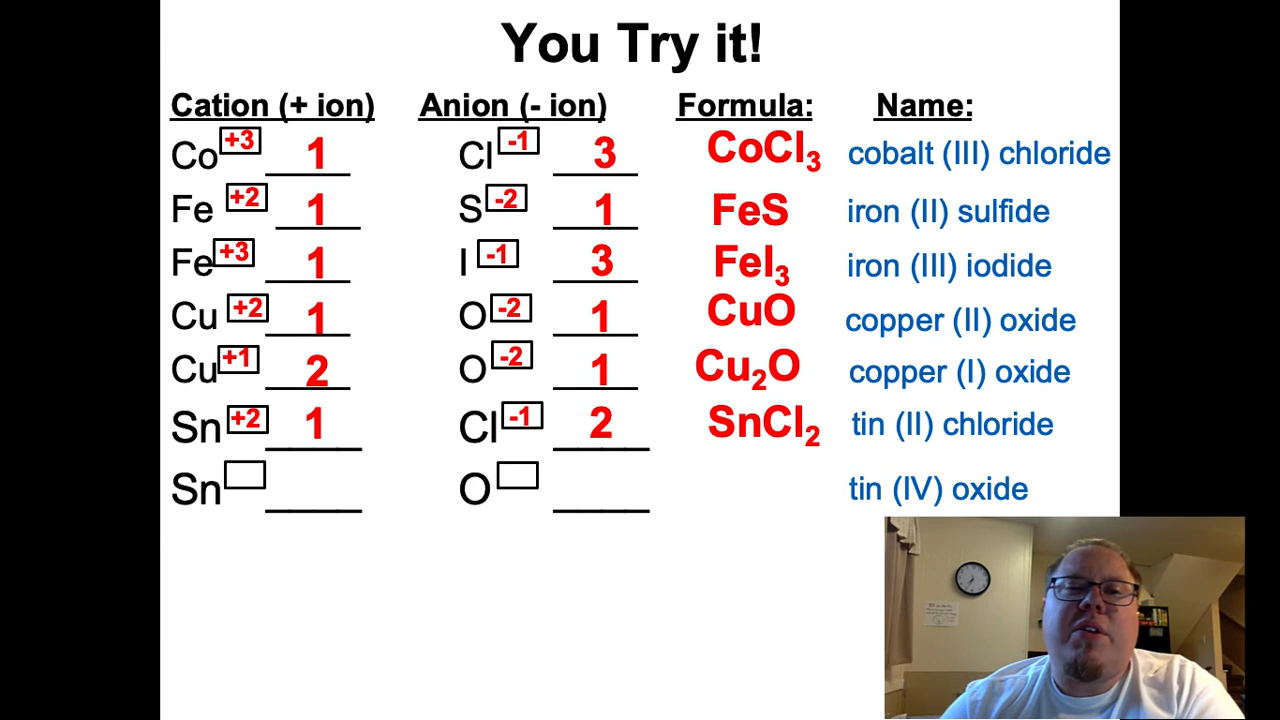 You Try it!
Cation (+ ion) Anion (- ion) Formula: Name:
Co +3 1 Cl -1 3 CoCl₃ cobalt (III) chloride
Fe +2 1 S -2 1 FeS iron (II) sulfide
Fe +3 1 I -1 3 FeI₃ iron (III) iodide
Cu +2 1 O -2 1 CuO copper (II) oxide
Cu +1 2 O -2 1 Cu₂O copper (I) oxide
Sn +2 1 Cl -1 2 SnCl₂ tin (II) chloride
Sn O tin (IV) oxide